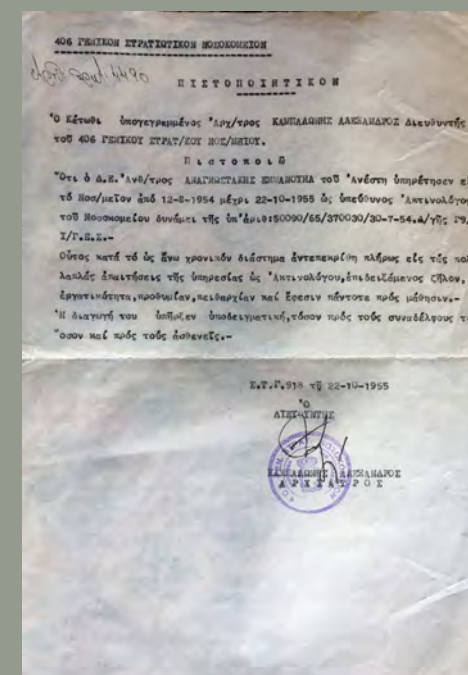 406 ΓΕΝΙΚΟΝ ΣΤΡΑΤΙΩΤΙΚΟΝ ΝΟΣΟΚΟΜΕΙΟΝ
4490
ΠΙΣΤΟΠΟΙΗΤΙΚΟΝ
Ὁ Κάτωθι ὑπογεγραμμένος Ἀρχ/τρος ΑΛΕΞΑΝΔΡΟΣ Διευθυντής
τοῦ 406 ΓΕΝΙΚΟΥ ΣΤΡΑΤ/ΚΟΥ ΝΟΣ/ΜΕΙΟΥ.
Πιστοποιῶ
Ὅτι ὁ Δ.Ε. Ἀνθ/τρος ΑΝΑΓΝΩΣΤΑΚΗΣ ΕΜΜΑΝΟΥΗΛ τοῦ Ἀνέστη ὑπηρέτησεν εἰ
τό Νοσ/μεῖον ἀπό 12-8-1954 μέχρι 22-10-1955 ὡς ὑπεύθυνος Ἀκτινολόγος
τοῦ Νοσοκομείου δυνάμει τῆς ὑπ' ἀριθ:50090/65/370030/30-7-54.Δ/γῆς
Ι/Γ.Ε.Σ.-
Οὗτος κατά τό ὡς ἄνω χρονικόν διάστημα ἀντεπεκρίθη πλήρως εἰς τάς πολ
λαπλάς ἀπαιτήσεις τῆς ὑπηρεσίας ὡς Ἀκτινολόγου,ἐπιδειξάμενος ζῆλον,
ἐργατικότητα,προθυμίαν,πειθαρχίαν καί ἔφεσιν πάντοτε πρός μάθησιν.-
Ἡ διαγωγή του ὑπῆρξεν ὑποδειγματική,τόσον πρός τούς συναδέλφους τ
ὅσον καί πρός τούς ἀσθενεῖς.-
Σ.Τ.Γ.918 τῇ 22-10-1955
Ὁ
ΔΙΕΥΘΥΝΤΗΣ
ΑΛΕΞΑΝΔΡΟΣ
ΑΡΧΙΑΤΡΟΣ